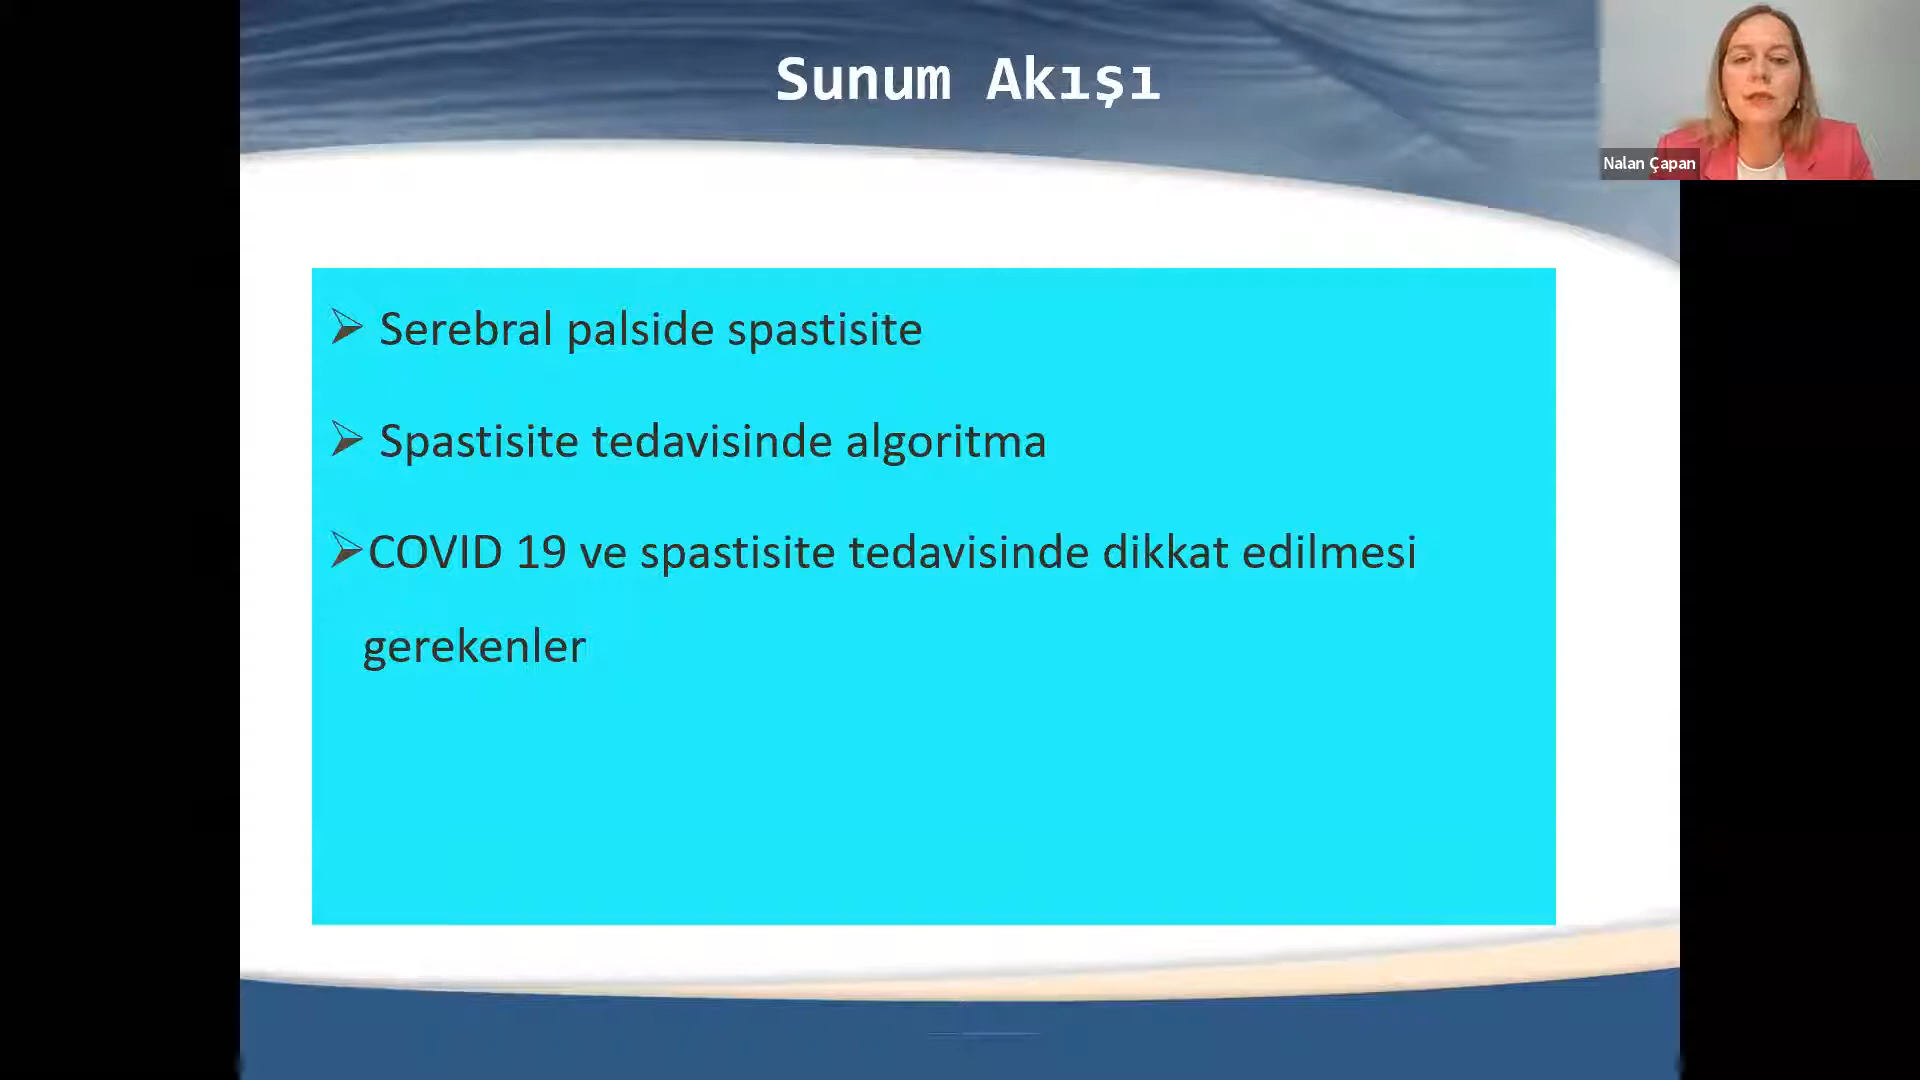 Sunum Akışı
Nalan Çapan
➢ Serebral palside spastisite
➢ Spastisite tedavisinde algoritma
➢COVID 19 ve spastisite tedavisinde dikkat edilmesi
gerekenler